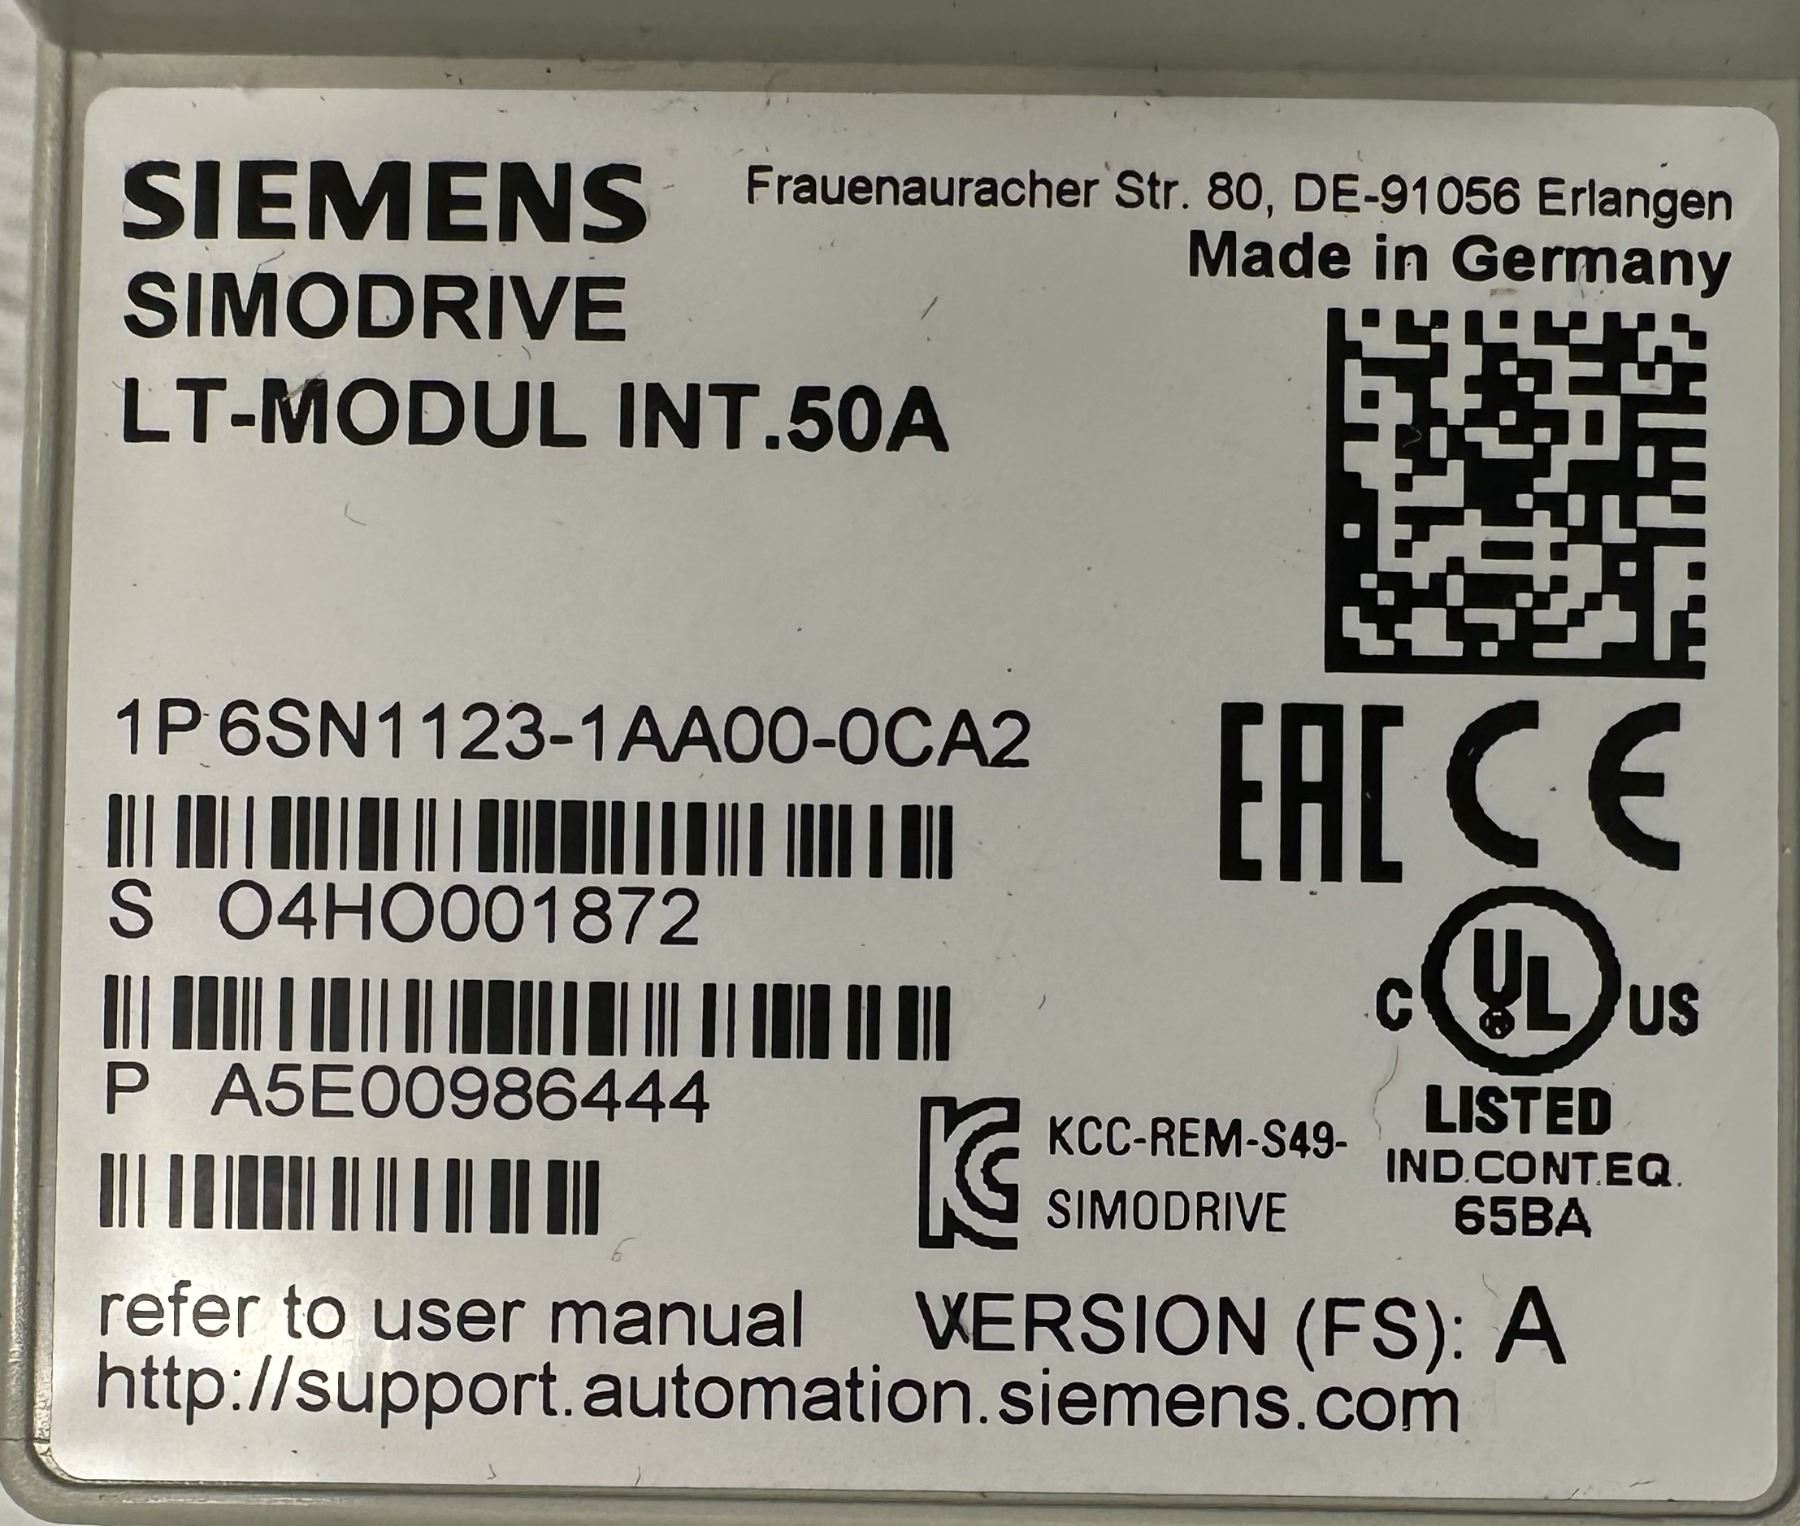 SIEMENS
Frauenauracher Str. 80, DE-91056 Erlangen
Made in Germany
SIMODRIVE
LT-MODUL INT.50A
1P 6SN1123-1AA00-0CA2
EAC CE
S O4HO001872
C UL US
LISTED
IND.CONT.EQ.
65BA
P A5E00986444
KC
KCC-REM-S49-
SIMODRIVE
refer to user manual
VERSION (FS): A
http://support.automation.siemens.com